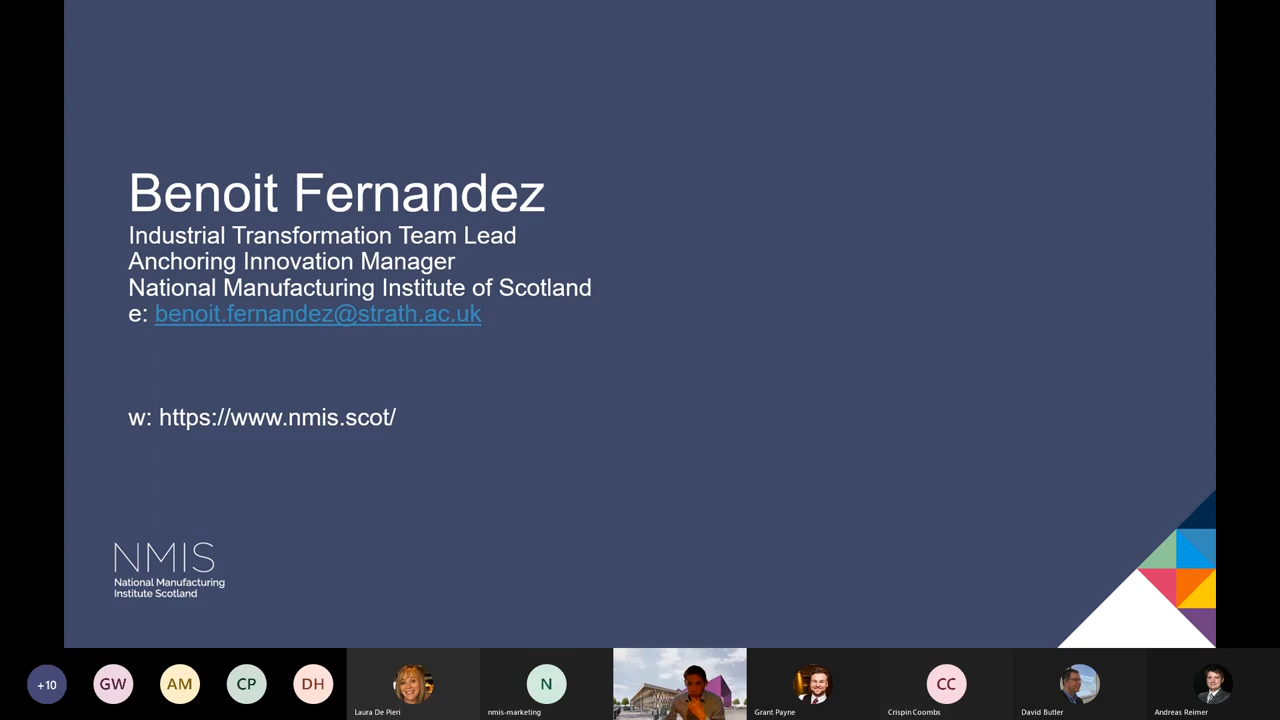 Benoit Fernandez
Industrial Transformation Team Lead
Anchoring Innovation Manager
National Manufacturing Institute of Scotland
e: benoit.fernandez@strath.ac.uk
w: https://www.nmis.scot/
NMIS
National Manufacturing
Institute Scotland
+10
GW
AM
CP
DH
Laura De Pieri
N
nmis-marketing
Grant Payne
CC
Crispin Coombs
David Butler
Andreas Reimer